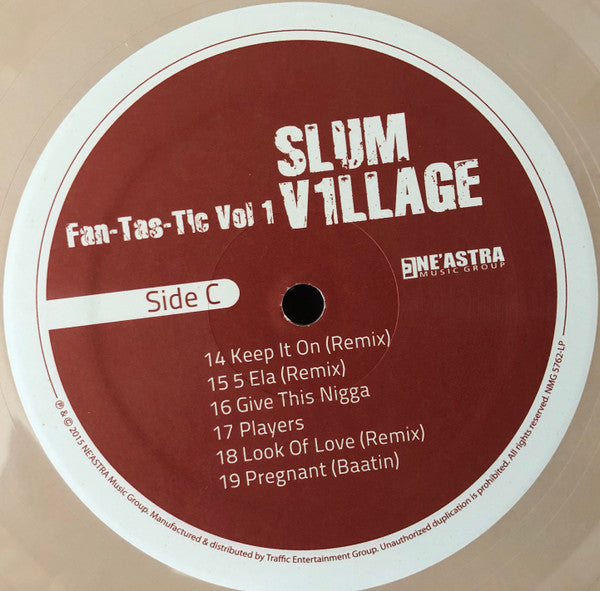 SLUM
V1LLAGE
Fan-Tas-Tic Vol 1
NE'ASTRA
MUSIC GROUP
Side C
14 Keep It On (Remix)
15 5 Ela (Remix)
16 Give This Nigga
17 Players
18 Look Of Love (Remix)
19 Pregnant (Baatin)
℗ & © 2015 NE'ASTRA Music Group. Manufactured & distributed by Traffic Entertainment Group. Unauthorized duplication is prohibited. All rights reserved. NMG 5762-LP